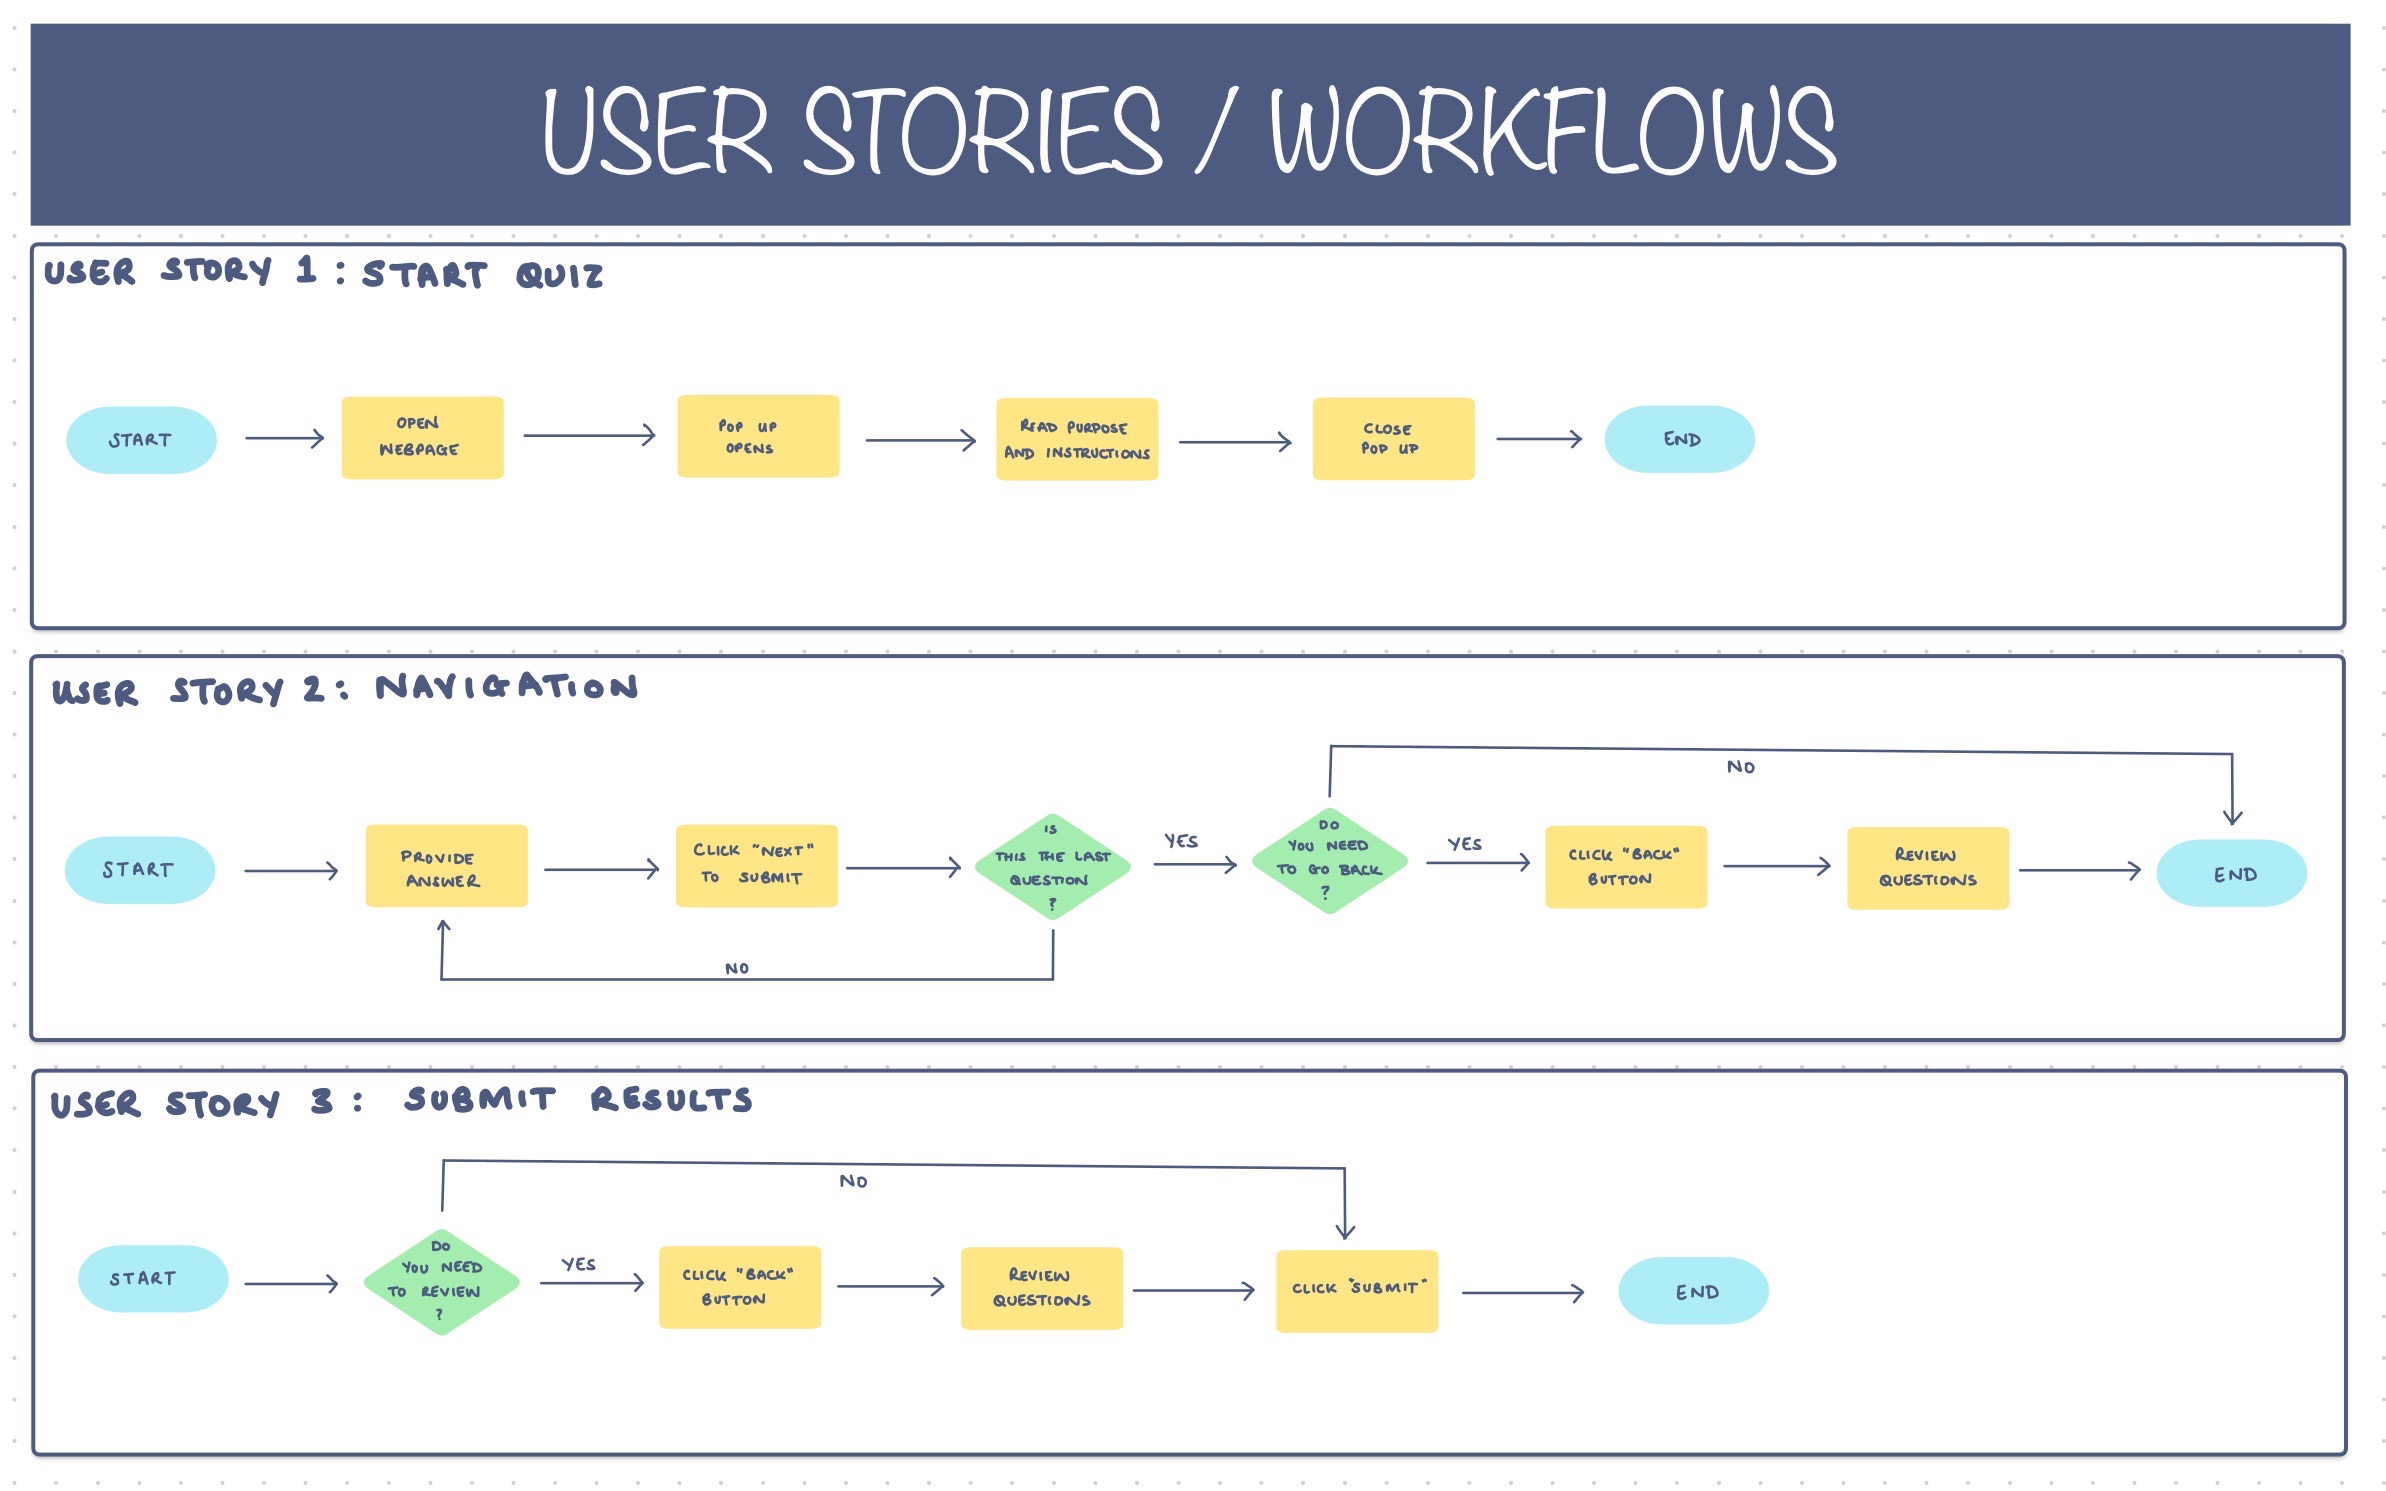 USER STORIES / WORKFLOWS
USER STORY 1 : START QUIZ
START
OPEN
WEBPAGE
POP UP
OPENS
READ PURPOSE
AND INSTRUCTIONS
CLOSE
POP UP
END
USER STORY 2 : NAVIGATION
NO
START
PROVIDE
ANSWER
CLICK "NEXT"
TO SUBMIT
IS
THIS THE LAST
QUESTION
?
YES
DO
YOU NEED
TO GO BACK
?
YES
CLICK "BACK"
BUTTON
REVIEW
QUESTIONS
END
NO
USER STORY 3 : SUBMIT RESULTS
NO
START
DO
YOU NEED
TO REVIEW
?
YES
CLICK "BACK"
BUTTON
REVIEW
QUESTIONS
CLICK "SUBMIT"
END